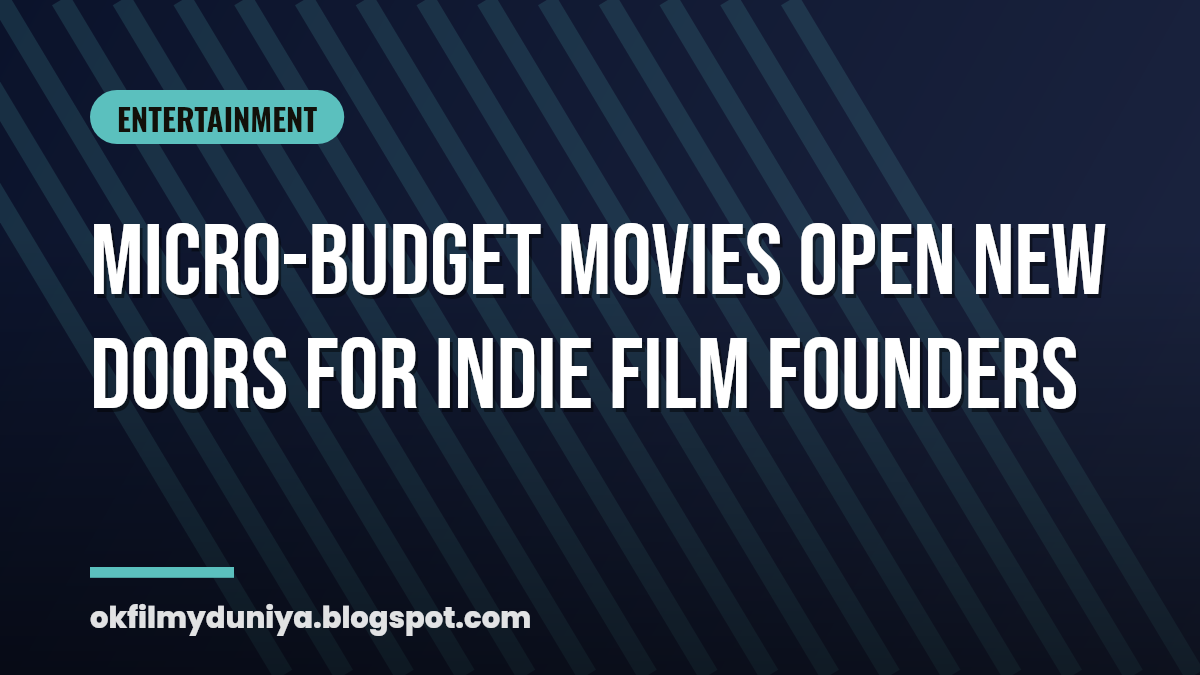 ENTERTAINMENT
MICRO-BUDGET MOVIES OPEN NEW
DOORS FOR INDIE FILM FOUNDERS
okfilmyduniya.blogspot.com